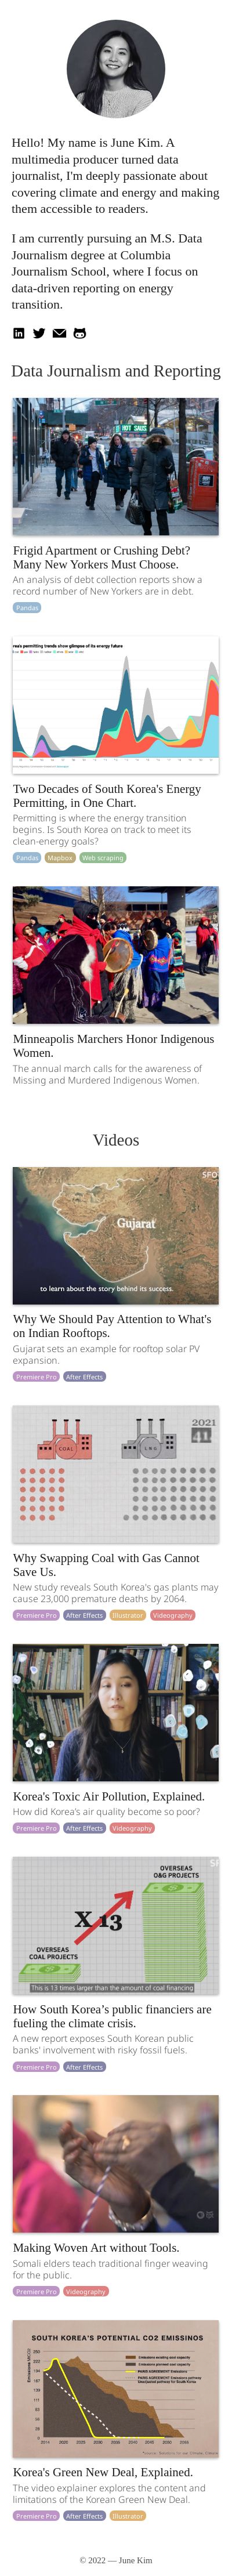 Hello! My name is June Kim. A
multimedia producer turned data
journalist, I'm deeply passionate about
covering climate and energy and making
them accessible to readers.
I am currently pursuing an M.S. Data
Journalism degree at Columbia
Journalism School, where I focus on
data-driven reporting on energy
transition.
in
Data Journalism and Reporting
HOT SAUS
Frigid Apartment or Crushing Debt?
Many New Yorkers Must Choose.
An analysis of debt collection reports show a
record number of New Yorkers are in debt.
Pandas
rea's permitting trends show glimpses of its energy future
Two Decades of South Korea's Energy
Permitting, in One Chart.
Permitting is where the energy transition
begins. Is South Korea on track to meet its
clean-energy goals?
Pandas Mapbox Web scraping
Minneapolis Marchers Honor Indigenous
Women.
The annual march calls for the awareness of
Missing and Murdered Indigenous Women.
Videos
SFO
Gujarat
to learn about the story behind its success.
Why We Should Pay Attention to What's
on Indian Rooftops.
Gujarat sets an example for rooftop solar PV
expansion.
Premiere Pro After Effects
2021
41
COAL
LNG
Why Swapping Coal with Gas Cannot
Save Us.
New study reveals South Korea's gas plants may
cause 23,000 premature deaths by 2064.
Premiere Pro After Effects Illustrator Videography
Korea's Toxic Air Pollution, Explained.
How did Korea's air quality become so poor?
Premiere Pro After Effects Videography
OVERSEAS
O&G PROJECTS
SF
X 13
OVERSEAS
COAL PROJECTS
This is 13 times larger than the amount of coal financing
How South Korea’s public financiers are
fueling the climate crisis.
A new report exposes South Korean public
banks' involvement with risky fossil fuels.
Premiere Pro After Effects
PBS
Making Woven Art without Tools.
Somali elders teach traditional finger weaving
for the public.
Premiere Pro Videography
SOUTH KOREA'S POTENTIAL CO2 EMISSINOS
Korea's Green New Deal, Explained.
The video explainer explores the content and
limitations of the Korean Green New Deal.
Premiere Pro After Effects Illustrator
© 2022 — June Kim